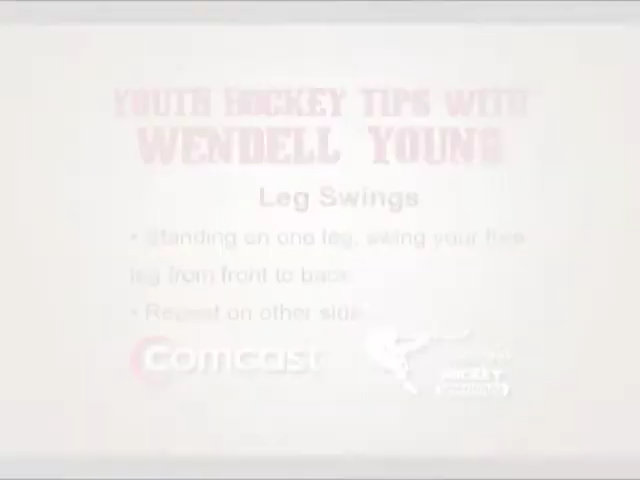 YOUTH HOCKEY TIPS WITH
WENDELL YOUNG
Leg Swings
• Standing on one leg, swing your free
leg from front to back
• Repeat on other side
Comcast
HOCKEY